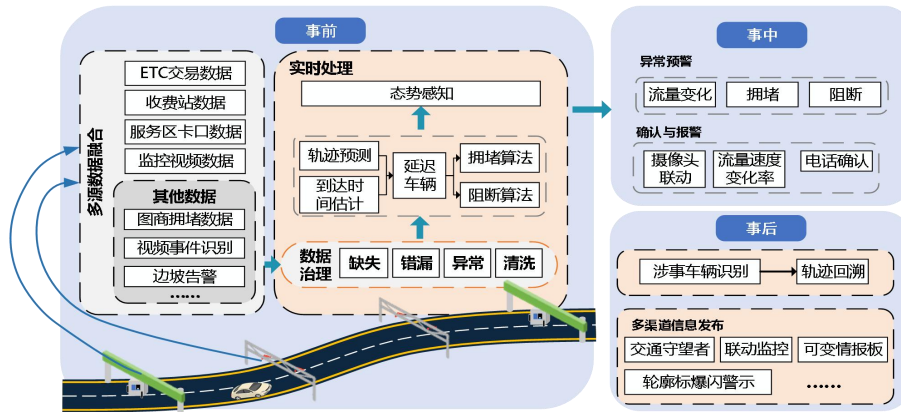 事前
多源数据融合
ETC交易数据
收费站数据
服务区卡口数据
监控视频数据
其他数据
图商拥堵数据
视频事件识别
边坡告警
……
实时处理
态势感知
轨迹预测
到达时
间估计
延迟
车辆
拥堵算法
阻断算法
数据
治理
缺失
错漏
异常
清洗
事中
异常预警
流量变化
拥堵
阻断
确认与报警
摄像头
联动
流量速度
变化率
电话确认
事后
涉事车辆识别
轨迹回溯
多渠道信息发布
交通守望者
联动监控
可变情报板
轮廓标爆闪警示
……